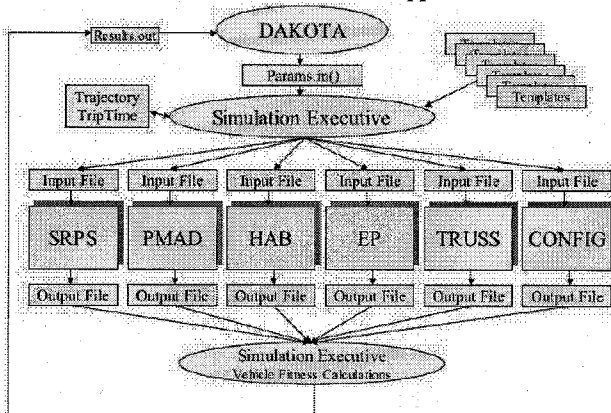 DAKOTA
Results.out
Params.in()
Templates
Trajectory
TripTime
Simulation Executive
Input File Input File Input File Input File Input File Input File
SRPS PMAD HAB EP TRUSS CONFIG
Output File Output File Output File Output File Output File Output File
Simulation Executive
Vehicle Fitness Calculations